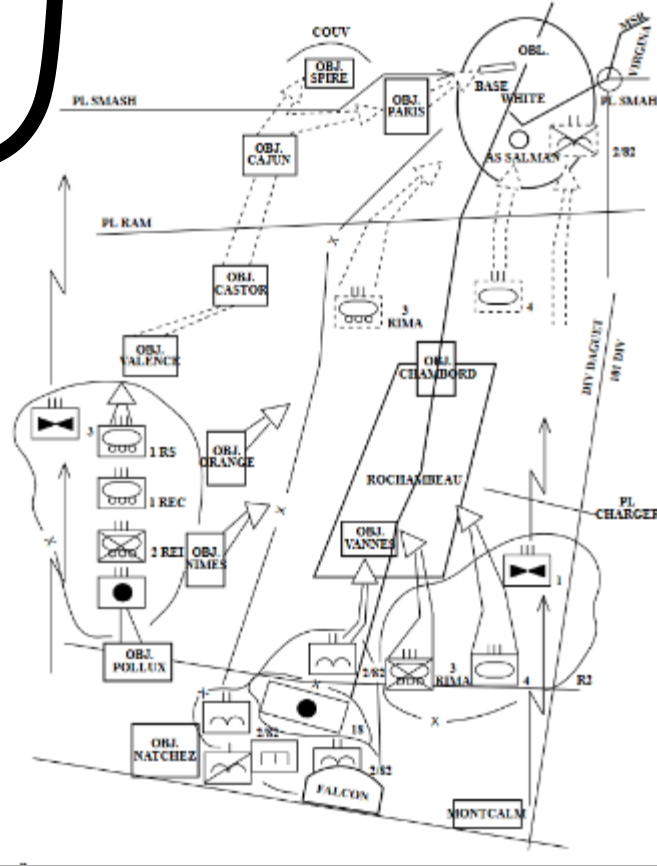 COUV
MSR
VIRGINA
OBJ.
SPIRE
OBL.
BASE
WHITE
PL SMASH
OBJ.
PARIS
PL SMAH
OBJ.
CAJUN
AS SALMAN
2/82
PL RAM
OBJ.
CASTOR
3
RIMA
4
DIV DAGUET
101 DIV
OBJ.
VALENCE
OBJ.
CHAMBORD
3
1 RS
OBJ.
ORANGE
ROCHAMBEAU
1 REC
PL
CHARGER
OBJ.
VANNES
2 REI
OBJ.
NIMES
1
OBJ.
POLLUX
2/82
3
RIMA
4
R2
18
2/82
OBJ.
NATCHEZ
2/82
FALCON
MONTCALM